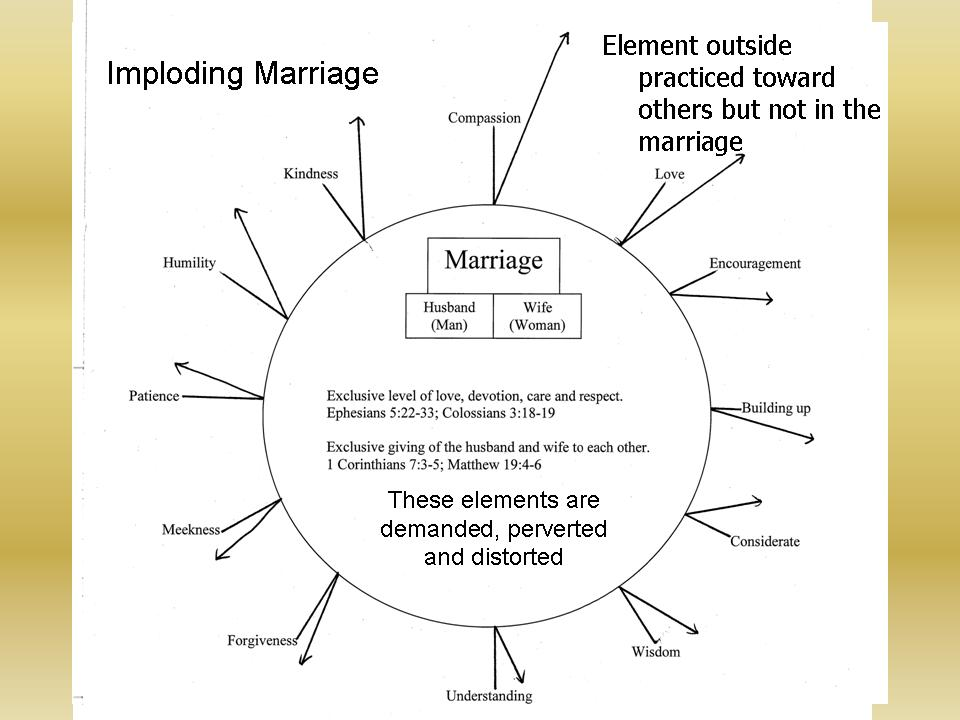 Imploding Marriage
Element outside
practiced toward
others but not in the
marriage
Compassion
Kindness
Love
Humility
Encouragement
Marriage
Husband
(Man)
Wife
(Woman)
Patience
Building up
Exclusive level of love, devotion, care and respect.
Ephesians 5:22-33; Colossians 3:18-19
Exclusive giving of the husband and wife to each other.
1 Corinthians 7:3-5; Matthew 19:4-6
These elements are
demanded, perverted
and distorted
Meekness
Considerate
Forgiveness
Wisdom
Understanding